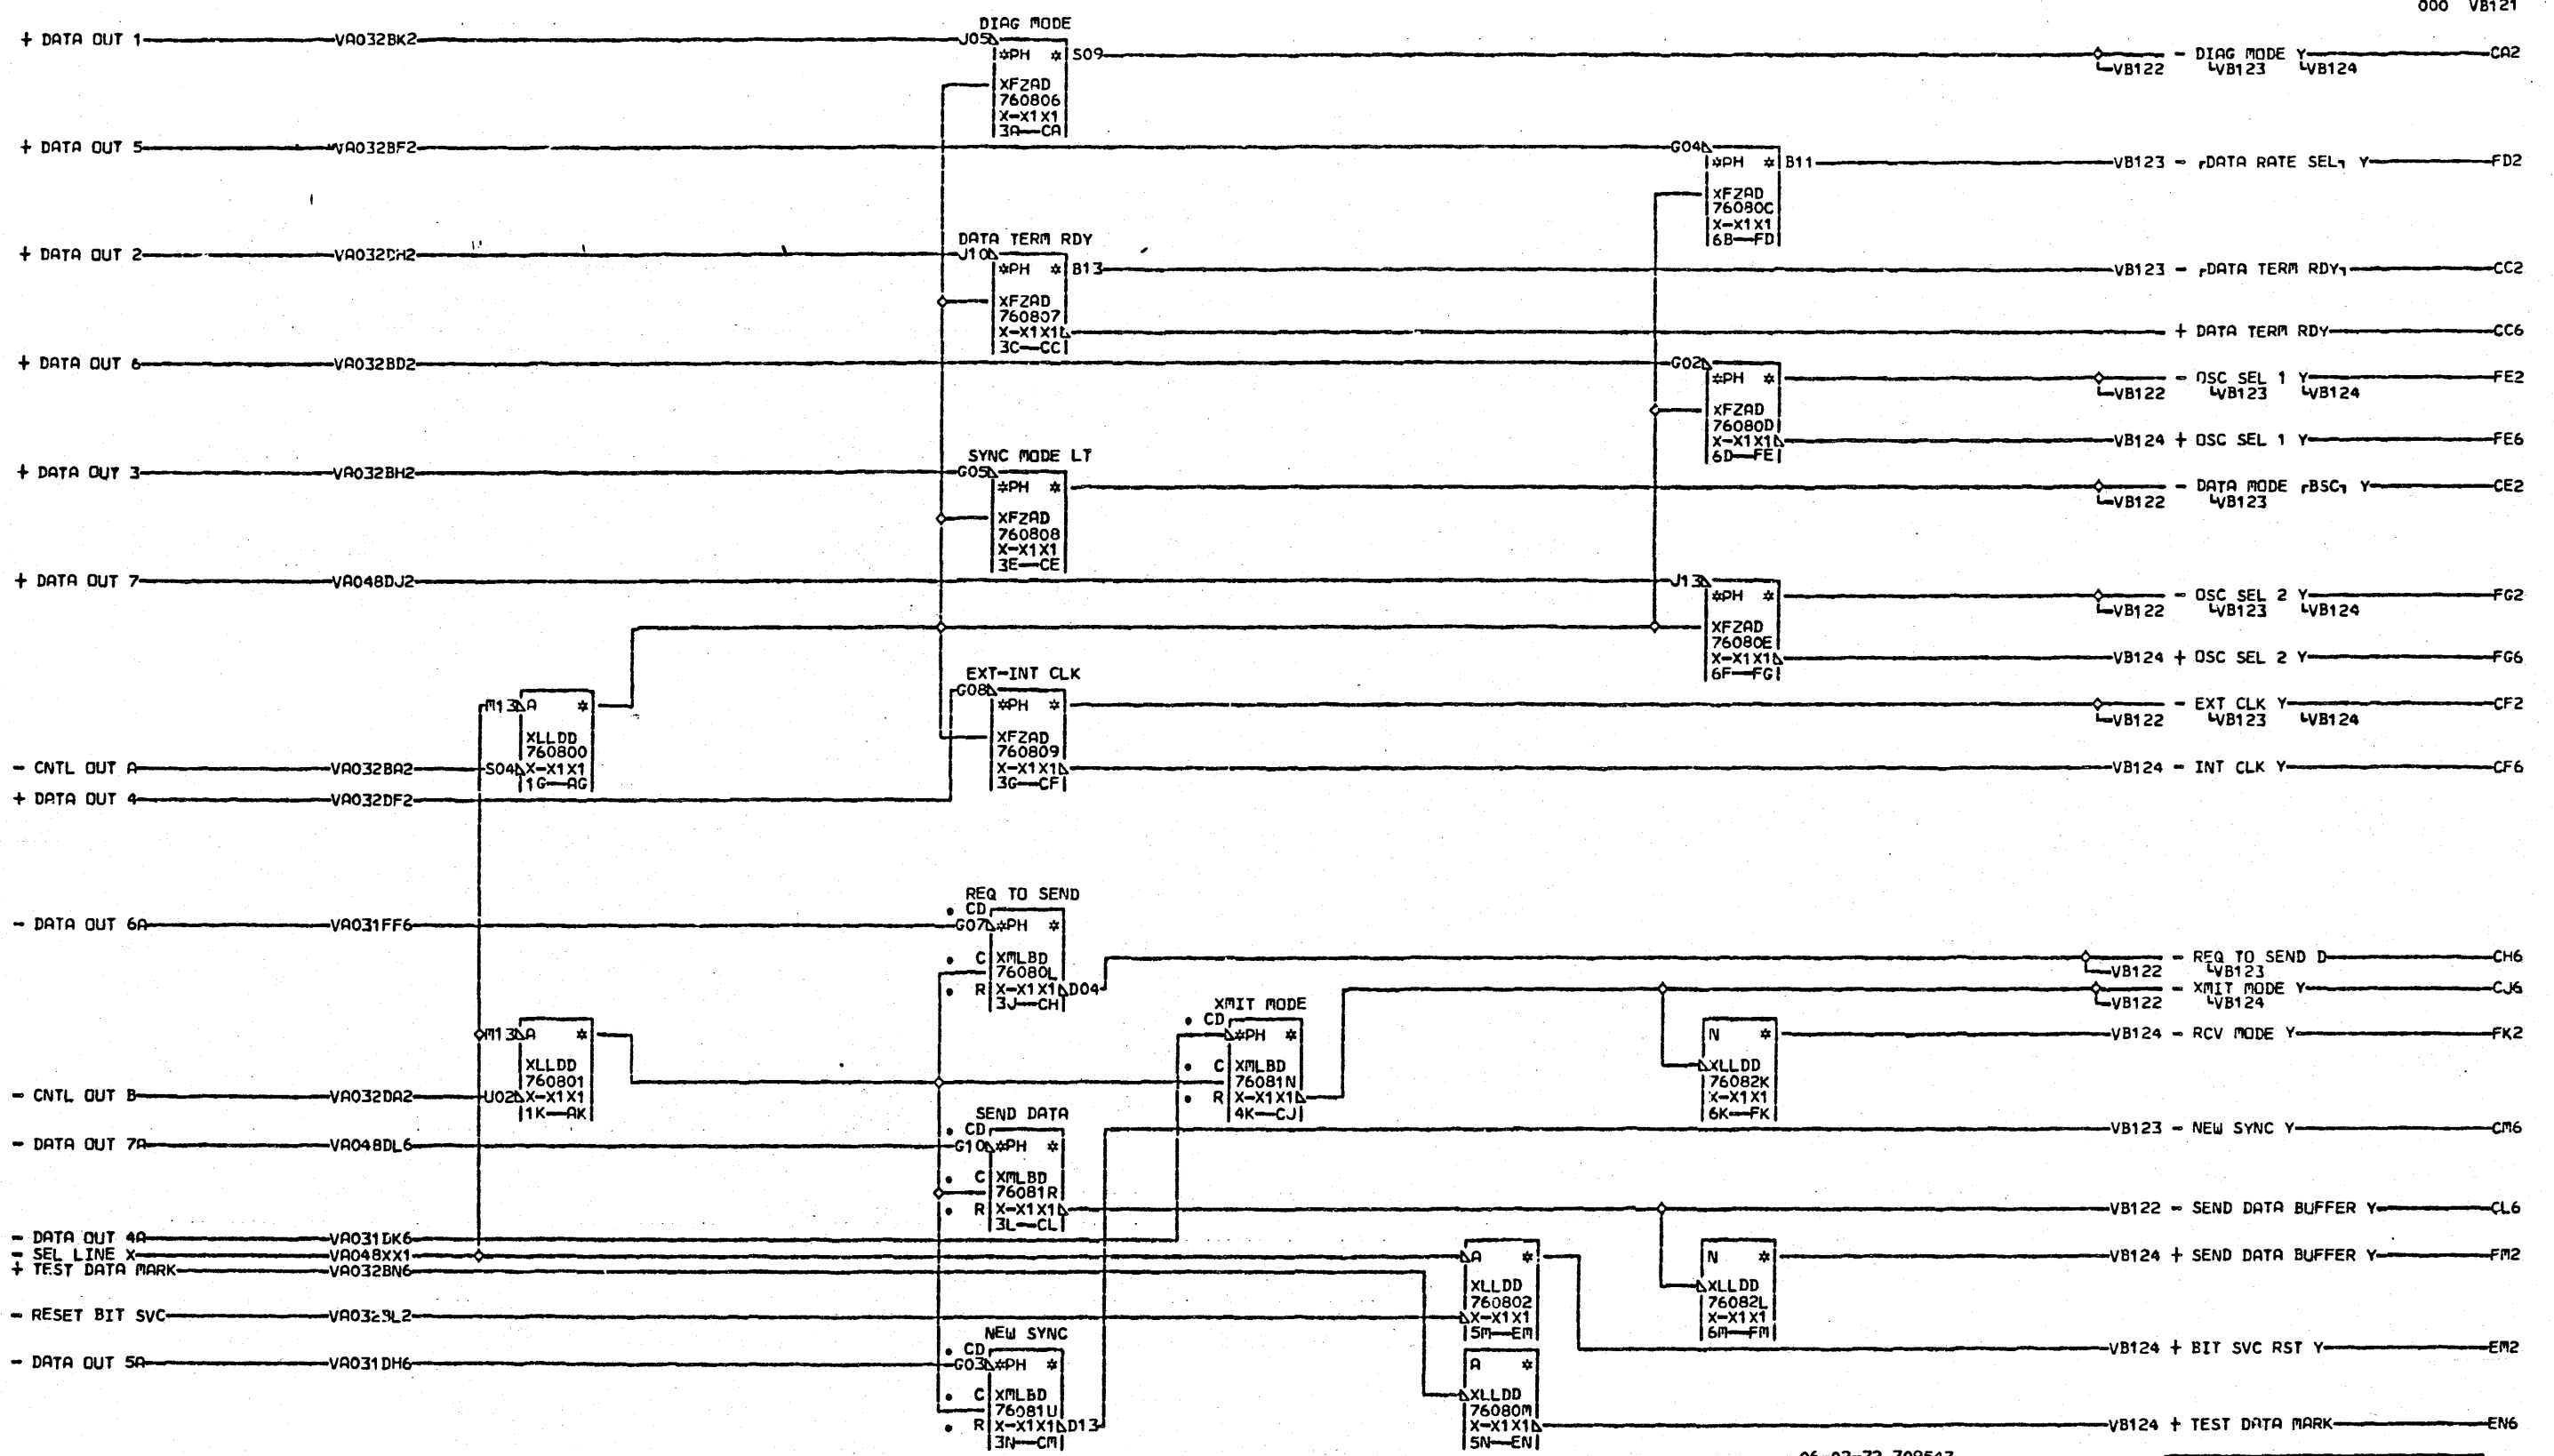 000 VB121
DIAG MODE
+ DATA OUT 1 VA032BK2 J05
*PH * S09 - DIAG MODE Y CA2
VB122 VB123 VB124
XFZAD
760806
X-X1X1
3A—CA
+ DATA OUT 5 VA032BF2 G04
*PH * B11 VB123 - DATA RATE SEL Y FD2
XFZAD
76080C
X-X1X1
6B—FD
DATA TERM RDY
+ DATA OUT 2 VA032DH2 J10
*PH * B13 VB123 - DATA TERM RDY CC2
XFZAD
760807
X-X1X1 + DATA TERM RDY CC6
3C—CC
+ DATA OUT 6 VA032BD2 G02
*PH * - OSC SEL 1 Y FE2
VB122 VB123 VB124
XFZAD
76080D
X-X1X1 VB124 + OSC SEL 1 Y FE6
6D—FE
SYNC MODE LT
+ DATA OUT 3 VA032BH2 G05
*PH * - DATA MODE BSC Y CE2
VB122 VB123
XFZAD
760808
X-X1X1
3E—CE
+ DATA OUT 7 VA048DJ2 J13
*PH * - OSC SEL 2 Y FG2
VB122 VB123 VB124
XFZAD
76080E
X-X1X1 VB124 + OSC SEL 2 Y FG6
6F—FG
EXT-INT CLK
G08
M13 A * *PH * - EXT CLK Y CF2
VB122 VB123 VB124
XLLDD XFZAD
760800 760809
- CNTL OUT A VA032BA2 S04 X-X1X1 X-X1X1 VB124 - INT CLK Y CF6
1G—AG 3G—CF
+ DATA OUT 4 VA032DF2
REQ TO SEND
• CD
- DATA OUT 6A VA031FF6 G07 *PH *
• C XMLBD - REQ TO SEND D CH6
76080L VB122 VB123
• R X-X1X1 D04 - XMIT MODE Y CJ6
3J—CH XMIT MODE VB122 VB124
• CD
M13 A * *PH * N * VB124 - RCV MODE Y FK2
XLLDD • C XMLBD XLLDD
760801 76081N 76082K
- CNTL OUT B VA032DA2 U02 X-X1X1 • R X-X1X1 X-X1X1
1K—AK 4K—CJ 6K—FK
SEND DATA
• CD VB123 - NEW SYNC Y CM6
- DATA OUT 7A VA048DL6 G10 *PH *
• C XMLBD
76081R
• R X-X1X1 VB122 - SEND DATA BUFFER Y CL6
3L—CL
- DATA OUT 4A VA031DK6
- SEL LINE X VA048XX1 A * N * VB124 + SEND DATA BUFFER Y FM2
+ TEST DATA MARK VA032BN6
XLLDD XLLDD
760802 76082L
- RESET BIT SVC X-X1X1 X-X1X1
5M—EM 6M—FM
NEW SYNC
• CD VB124 + BIT SVC RST Y EM2
- DATA OUT 5A VA031DH6 G03 *PH * A *
• C XMLBD XLLDD
76081U 76080M
• R X-X1X1 D13 X-X1X1 VB124 + TEST DATA MARK EN6
3N—CM 5N—EN